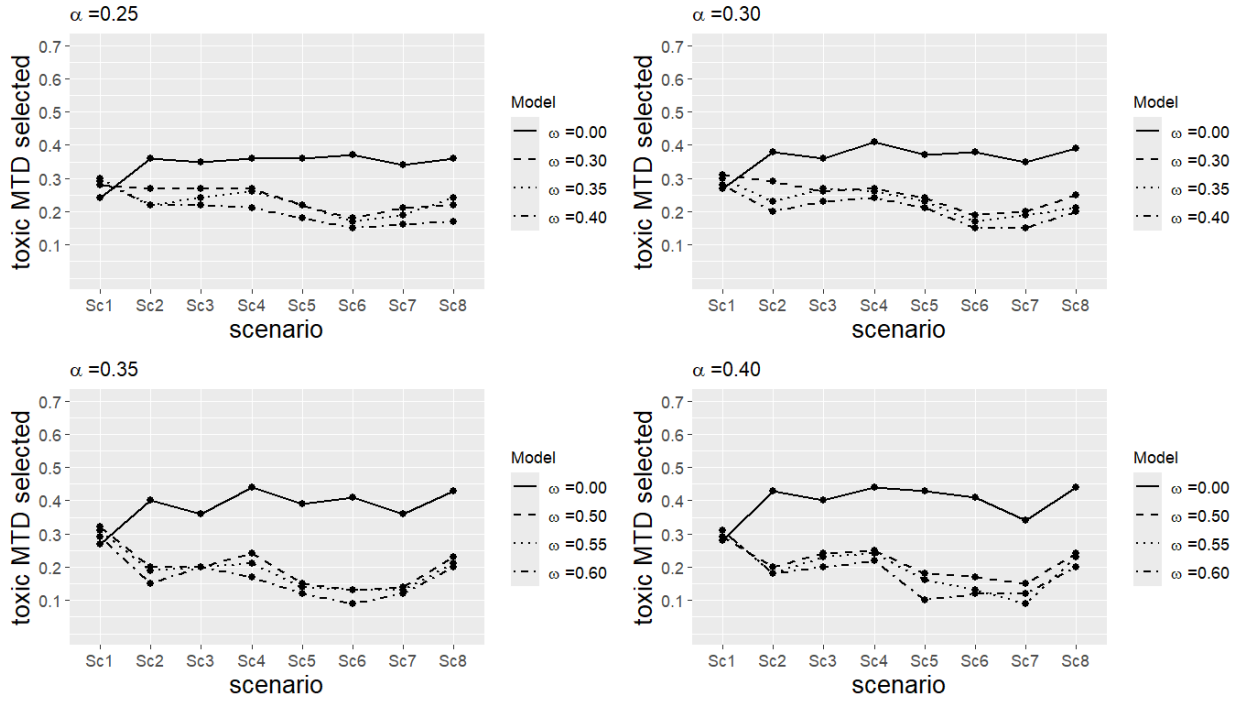 α =0.25
toxic MTD selected
0.7
0.6
0.5
0.4
0.3
0.2
0.1
Sc1 Sc2 Sc3 Sc4 Sc5 Sc6 Sc7 Sc8
scenario
Model
ω =0.00
ω =0.30
ω =0.35
ω =0.40
α =0.30
toxic MTD selected
0.7
0.6
0.5
0.4
0.3
0.2
0.1
Sc1 Sc2 Sc3 Sc4 Sc5 Sc6 Sc7 Sc8
scenario
Model
ω =0.00
ω =0.30
ω =0.35
ω =0.40
α =0.35
toxic MTD selected
0.7
0.6
0.5
0.4
0.3
0.2
0.1
Sc1 Sc2 Sc3 Sc4 Sc5 Sc6 Sc7 Sc8
scenario
Model
ω =0.00
ω =0.50
ω =0.55
ω =0.60
α =0.40
toxic MTD selected
0.7
0.6
0.5
0.4
0.3
0.2
0.1
Sc1 Sc2 Sc3 Sc4 Sc5 Sc6 Sc7 Sc8
scenario
Model
ω =0.00
ω =0.50
ω =0.55
ω =0.60